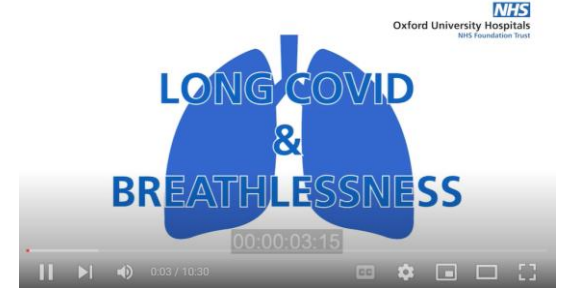 NHS
Oxford University Hospitals
NHS Foundation Trust
LONG COVID
&
BREATHLESSNESS
00:00:03:15
0:03 / 10:30
CC